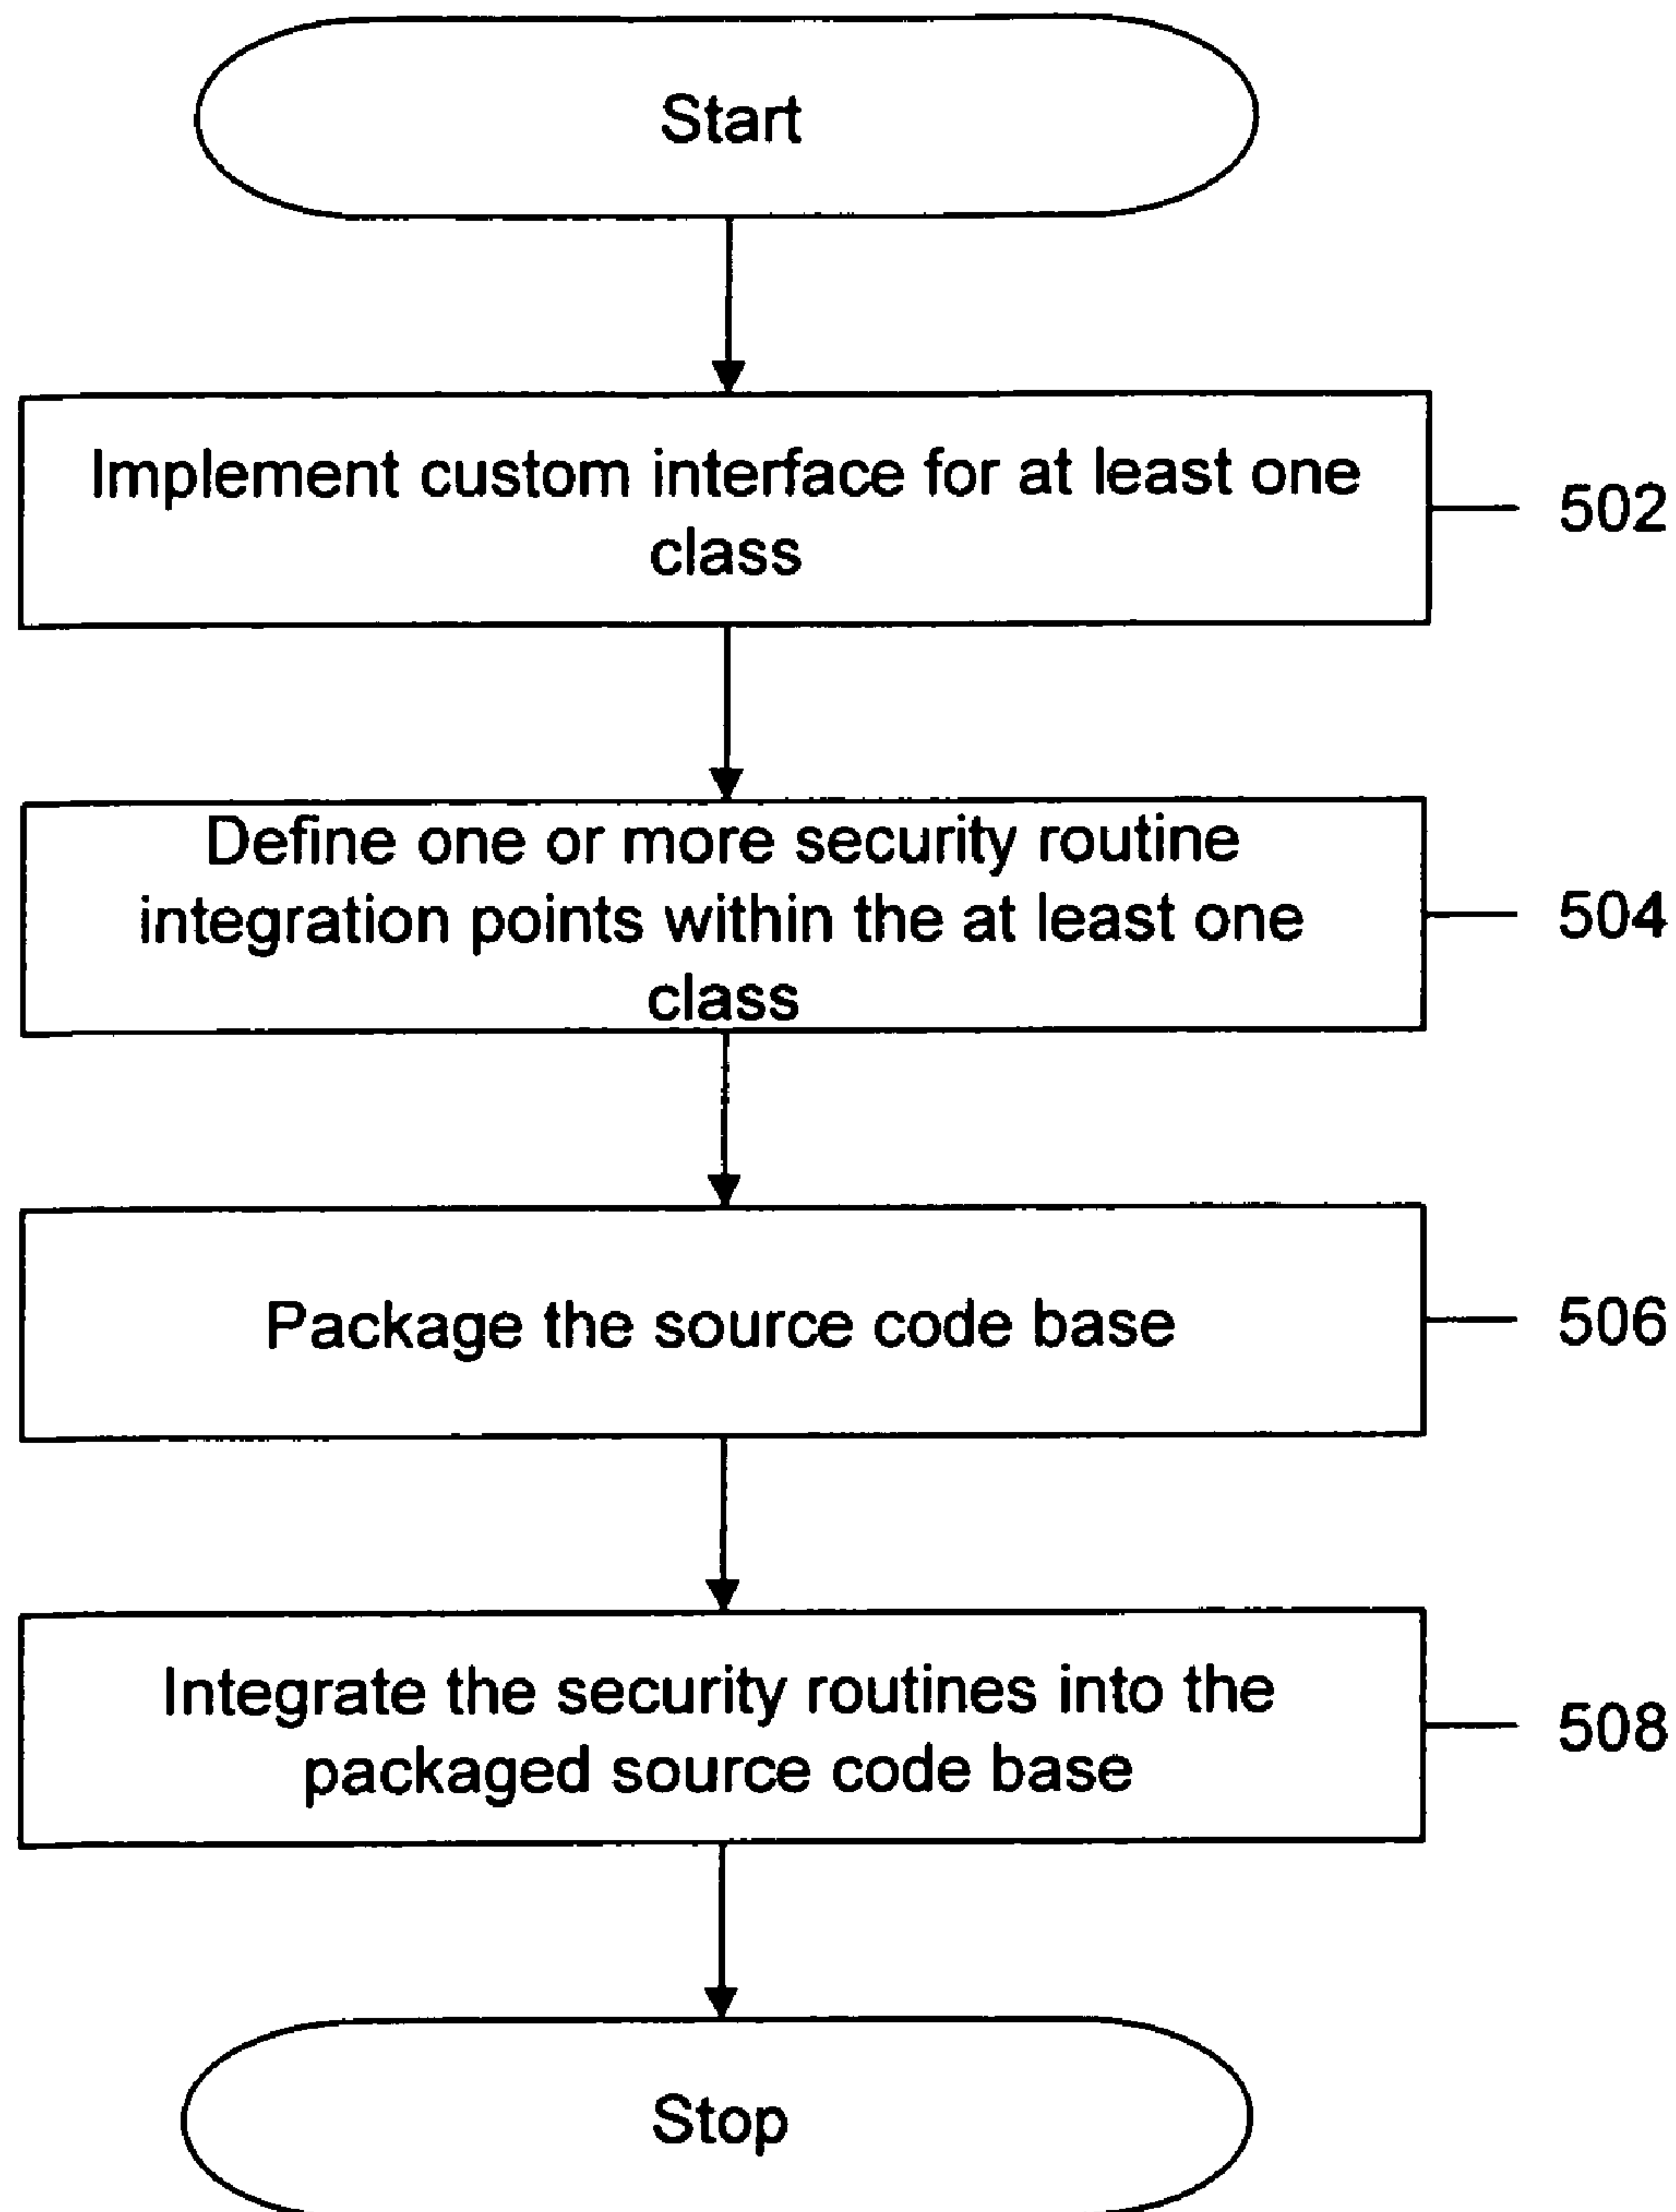 Start
Implement custom interface for at least one
class
502
Define one or more security routine
integration points within the at least one
class
504
Package the source code base
506
Integrate the security routines into the
packaged source code base
508
Stop